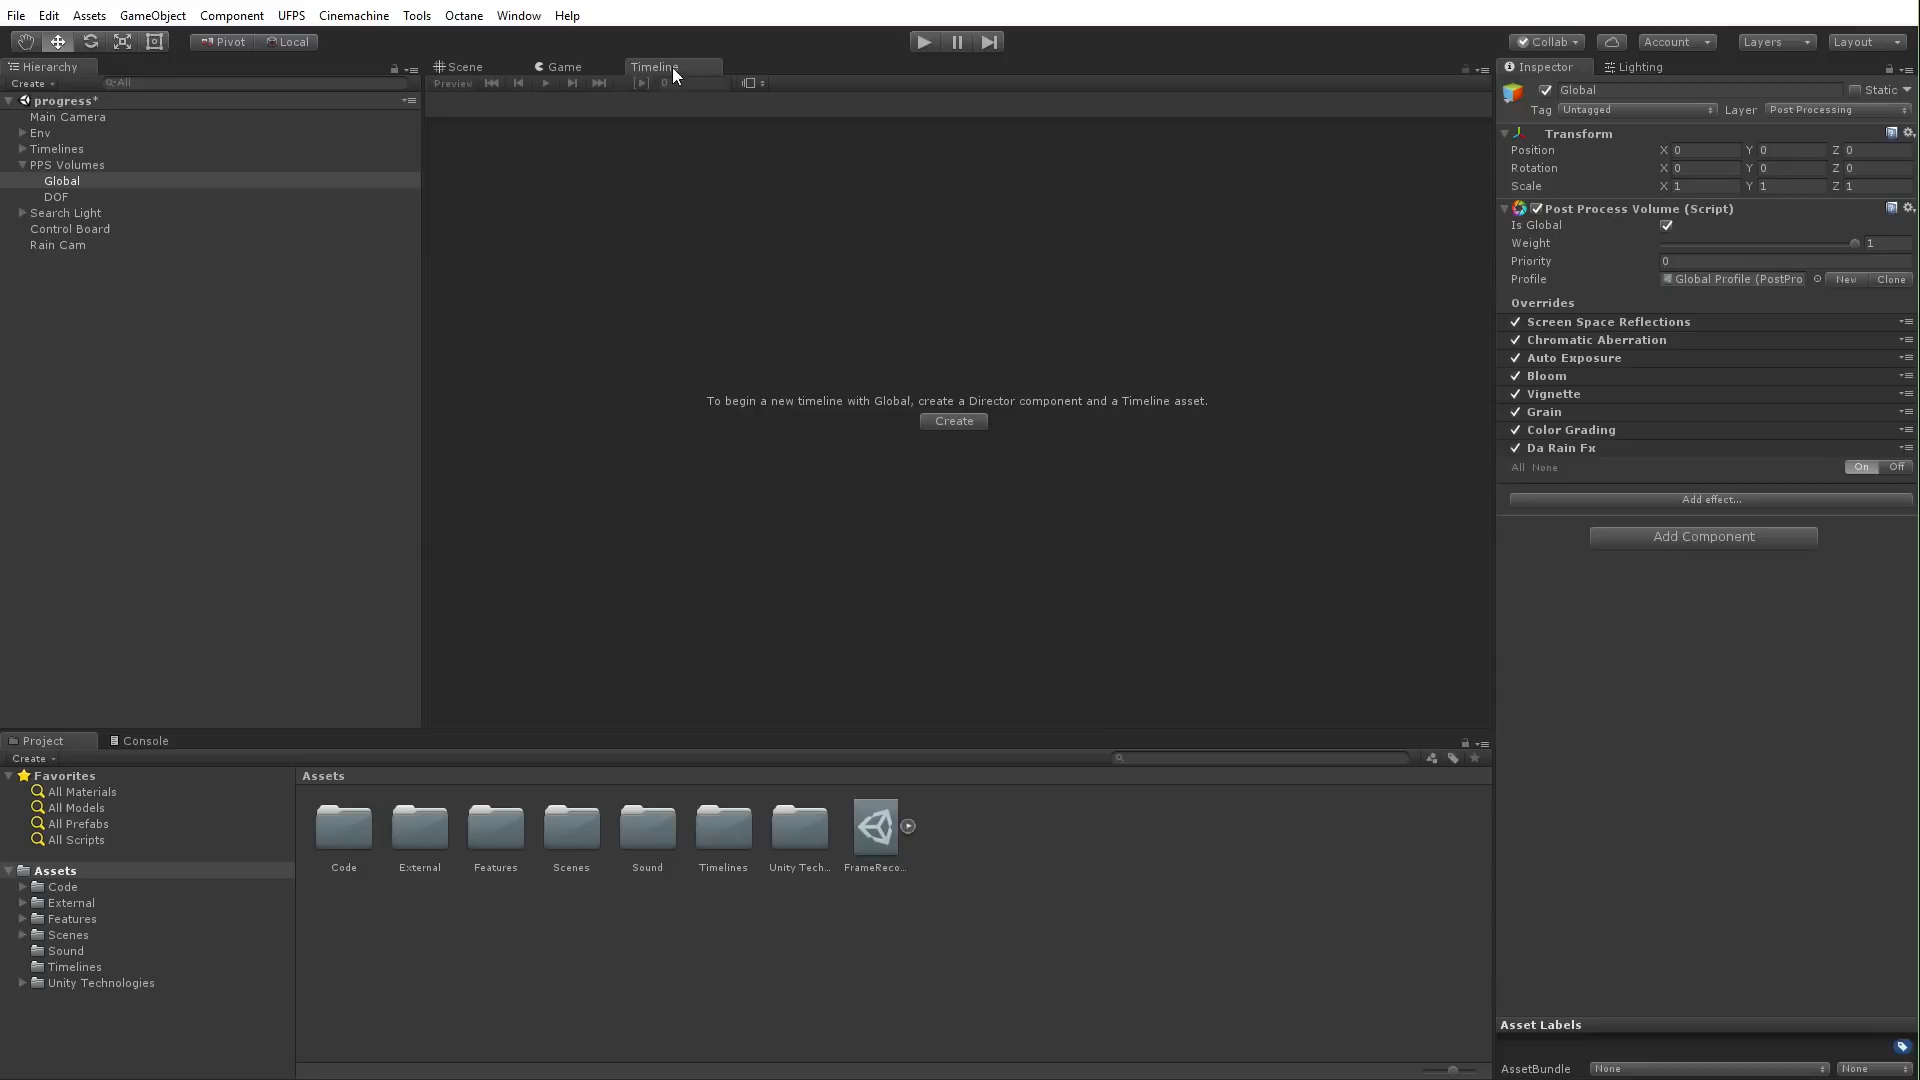 File Edit Assets GameObject Component UFPS Cinemachine Tools Octane Window Help
Pivot Local Collab Account Layers Layout
Hierarchy
Create All
progress*
Main Camera
Env
Timelines
PPS Volumes
Global
DOF
Search Light
Control Board
Rain Cam
Scene Game Timeline
Preview 0
To begin a new timeline with Global, create a Director component and a Timeline asset.
Create
Inspector Lighting
Global Static
Tag Untagged Layer Post Processing
Transform
Position X 0 Y 0 Z 0
Rotation X 0 Y 0 Z 0
Scale X 1 Y 1 Z 1
Post Process Volume (Script)
Is Global
Weight 1
Priority 0
Profile Global Profile (PostPro New Clone
Overrides
Screen Space Reflections
Chromatic Aberration
Auto Exposure
Bloom
Vignette
Grain
Color Grading
Da Rain Fx
All None On Off
Add effect...
Add Component
Asset Labels
AssetBundle None None
Project Console
Create
Favorites
All Materials
All Models
All Prefabs
All Scripts
Assets
Code
External
Features
Scenes
Sound
Timelines
Unity Technologies
Assets
Code External Features Scenes Sound Timelines Unity Tech... FrameReco...